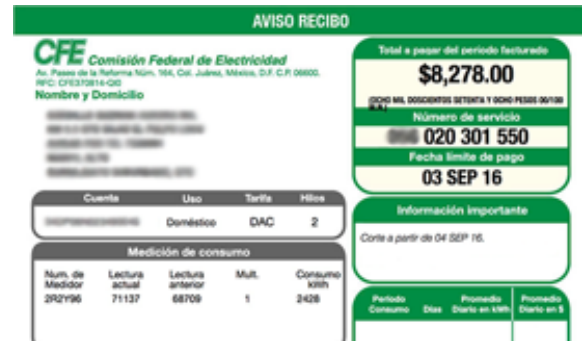 AVISO RECIBO
CFE Comisión Federal de Electricidad
Av. Paseo de la Reforma Núm. 164, Col. Juárez, México, D.F. C.P. 06600.
RFC: CFE370814-QI0
Nombre y Domicilio
Total a pagar del periodo facturado
$8,278.00
(OCHO MIL DOSCIENTOS SETENTA Y OCHO PESOS 00/100 M.N.)
Número de servicio
020 301 550
Fecha límite de pago
03 SEP 16
Cuenta Uso Tarifa Hilos
Doméstico DAC 2
Información importante
Corte a partir de 04 SEP 16.
Medición de consumo
Num. de Medidor Lectura actual Lectura anterior Mult. Consumo kWh
2R2Y96 71137 68709 1 2428
Periodo Consumo Días Promedio Diario en kWh Promedio Diario en $